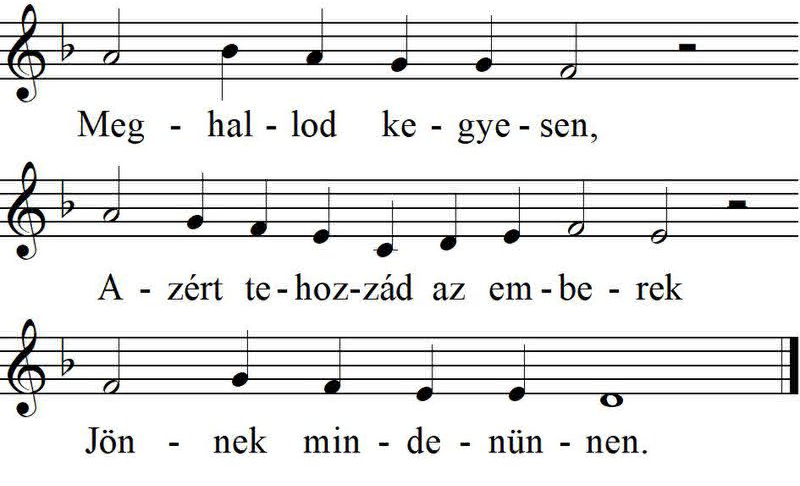 Meg - hal - lod ke - gye - sen,
A - zért te - hoz - zád az em - be - rek
Jön - nek min - de - nün - nen.